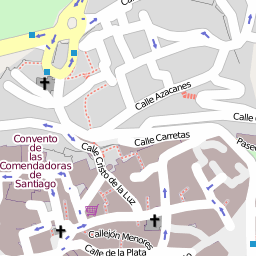 Calle Azacanes
Calle Carretas
Calle
Paseo
Convento
de las
Comendadoras
de Santiago
Calle Cristo de la Luz
Callejón Menores
Calle de la Plata